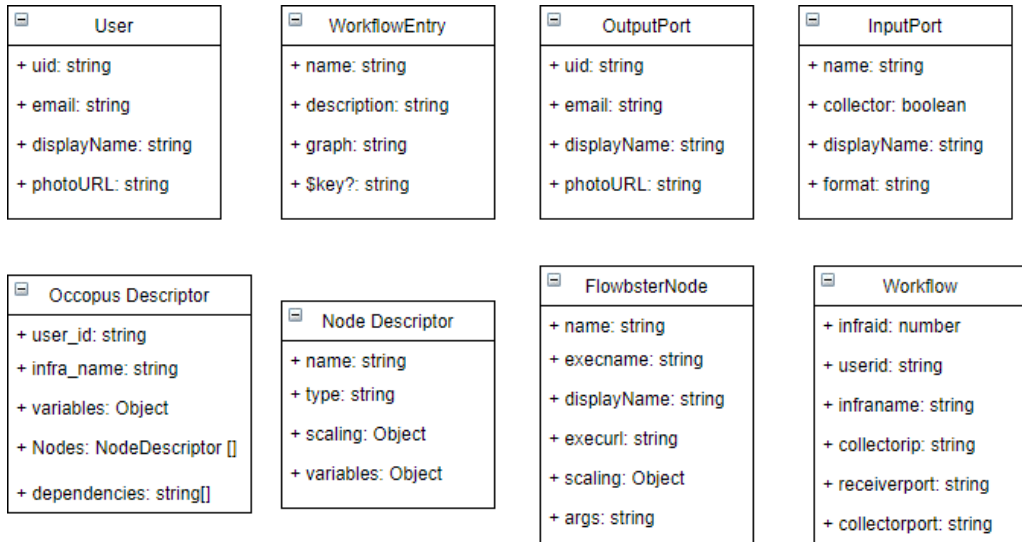 User
+ uid: string
+ email: string
+ displayName: string
+ photoURL: string
WorkflowEntry
+ name: string
+ description: string
+ graph: string
+ $key?: string
OutputPort
+ uid: string
+ email: string
+ displayName: string
+ photoURL: string
InputPort
+ name: string
+ collector: boolean
+ displayName: string
+ format: string
Occopus Descriptor
+ user_id: string
+ infra_name: string
+ variables: Object
+ Nodes: NodeDescriptor []
+ dependencies: string[]
Node Descriptor
+ name: string
+ type: string
+ scaling: Object
+ variables: Object
FlowbsterNode
+ name: string
+ execname: string
+ displayName: string
+ execurl: string
+ scaling: Object
+ args: string
Workflow
+ infraid: number
+ userid: string
+ infraname: string
+ collectorip: string
+ receiverport: string
+ collectorport: string